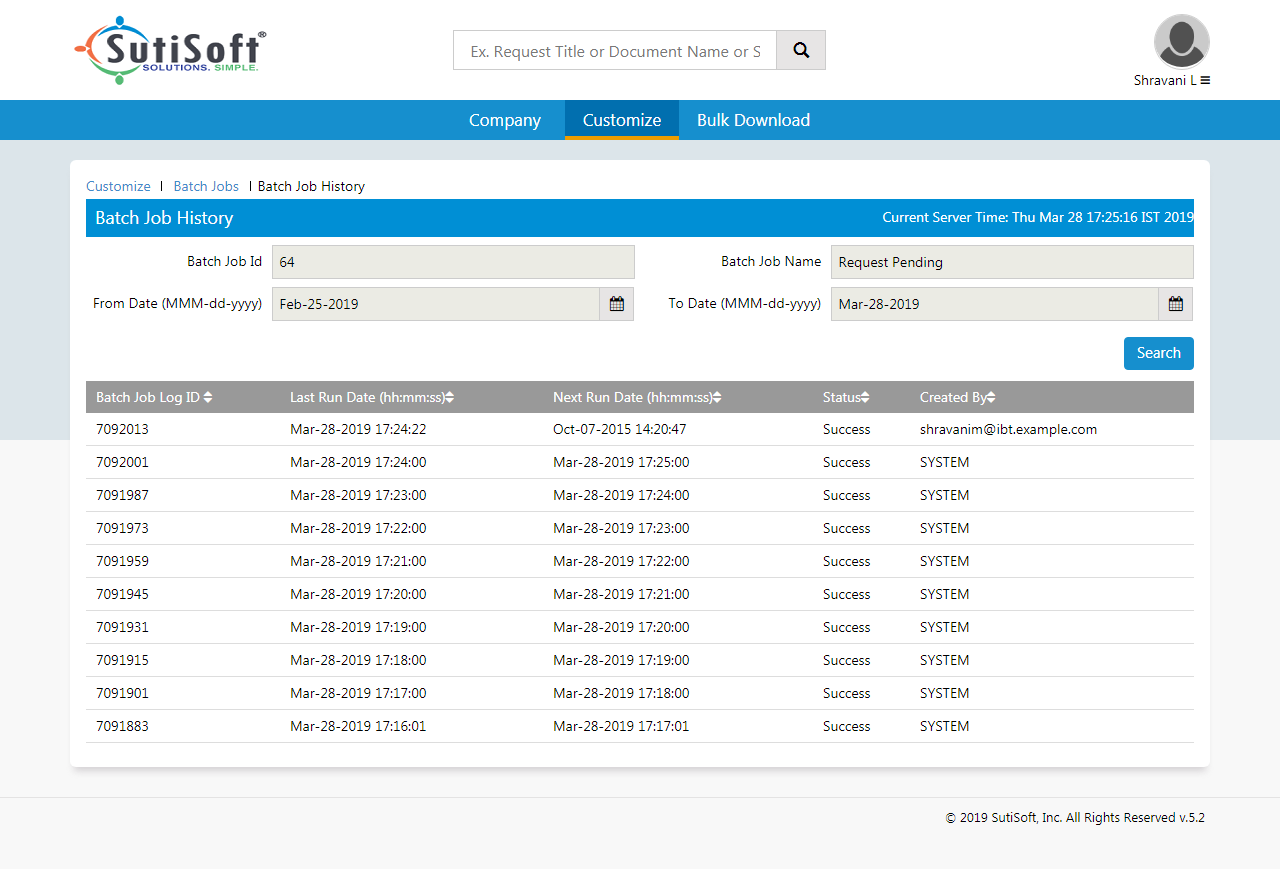 SutiSoft®
SOLUTIONS. SIMPLE.
Ex. Request Title or Document Name or S
Shravani L
Company Customize Bulk Download
Customize | Batch Jobs | Batch Job History
Batch Job History Current Server Time: Thu Mar 28 17:25:16 IST 2019
Batch Job Id 64 Batch Job Name Request Pending
From Date (MMM-dd-yyyy) Feb-25-2019 To Date (MMM-dd-yyyy) Mar-28-2019
Search
Batch Job Log ID Last Run Date (hh:mm:ss) Next Run Date (hh:mm:ss) Status Created By
7092013 Mar-28-2019 17:24:22 Oct-07-2015 14:20:47 Success shravanim@ibt.example.com
7092001 Mar-28-2019 17:24:00 Mar-28-2019 17:25:00 Success SYSTEM
7091987 Mar-28-2019 17:23:00 Mar-28-2019 17:24:00 Success SYSTEM
7091973 Mar-28-2019 17:22:00 Mar-28-2019 17:23:00 Success SYSTEM
7091959 Mar-28-2019 17:21:00 Mar-28-2019 17:22:00 Success SYSTEM
7091945 Mar-28-2019 17:20:00 Mar-28-2019 17:21:00 Success SYSTEM
7091931 Mar-28-2019 17:19:00 Mar-28-2019 17:20:00 Success SYSTEM
7091915 Mar-28-2019 17:18:00 Mar-28-2019 17:19:00 Success SYSTEM
7091901 Mar-28-2019 17:17:00 Mar-28-2019 17:18:00 Success SYSTEM
7091883 Mar-28-2019 17:16:01 Mar-28-2019 17:17:01 Success SYSTEM
© 2019 SutiSoft, Inc. All Rights Reserved v.5.2